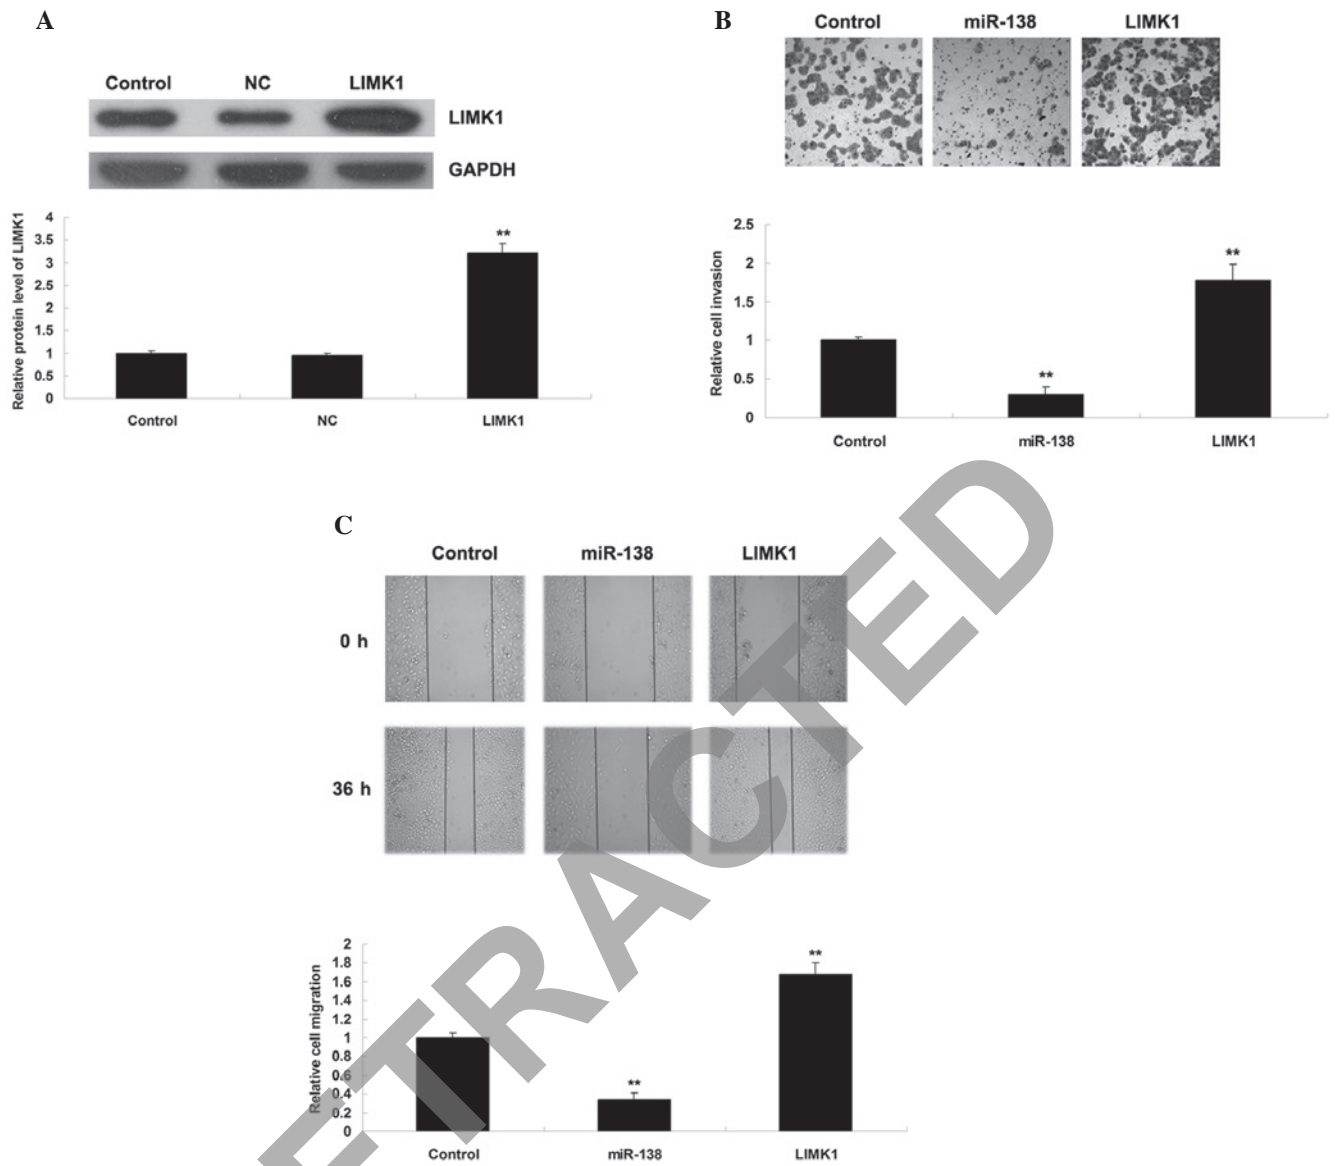 A
Control NC LIMK1
LIMK1
GAPDH
Relative protein level of LIMK1
4
3.5
3
2.5
2
1.5
1
0.5
0
Control NC LIMK1
**
B
Control miR-138 LIMK1
Relative cell invasion
2.5
2
1.5
1
0.5
0
**
**
Control miR-138 LIMK1
C
Control miR-138 LIMK1
0 h
36 h
Relative cell migration
2
1.8
1.6
1.4
1.2
1
0.8
0.6
0.4
0.2
0
**
**
Control miR-138 LIMK1
ETRACTED